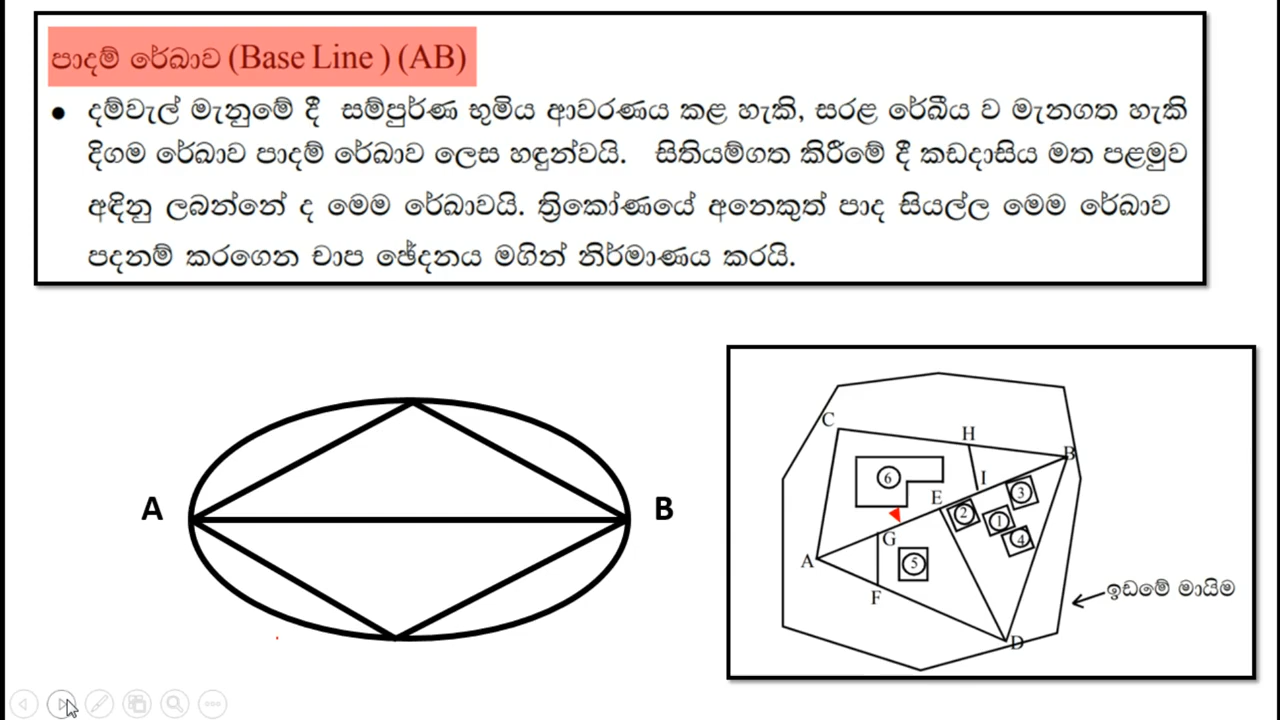 පාදම් රේඛාව (Base Line ) (AB)
● දම්වැල් මැනුමේ දී සම්පුර්ණ භුමිය ආවරණය කළ හැකි, සරළ රේඛීය ව මැනගත හැකි
දිගම රේඛාව පාදම් රේඛාව ලෙස හඳුන්වයි. සිතියම්ගත කිරීමේ දී කඩදාසිය මත පළමුව
අඳිනු ලබන්නේ ද මෙම රේඛාවයි. ත්‍රිකෝණයේ අනෙකුත් පාද සියල්ල මෙම රේඛාව
පදනම් කරගෙන චාප ඡේදනය මගින් නිර්මාණය කරයි.
A
B
C
H
B
6
I
E
3
2
1
4
G
A
5
F
ඉඩමේ මායිම
D